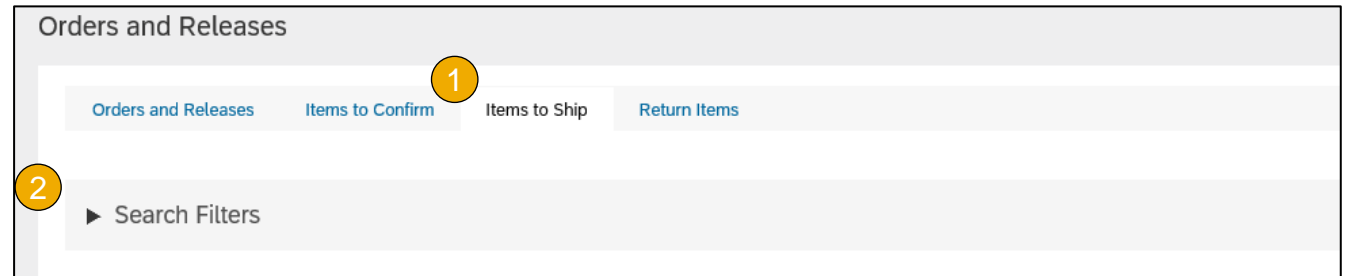 Orders and Releases
1
Orders and Releases Items to Confirm Items to Ship Return Items
2
Search Filters